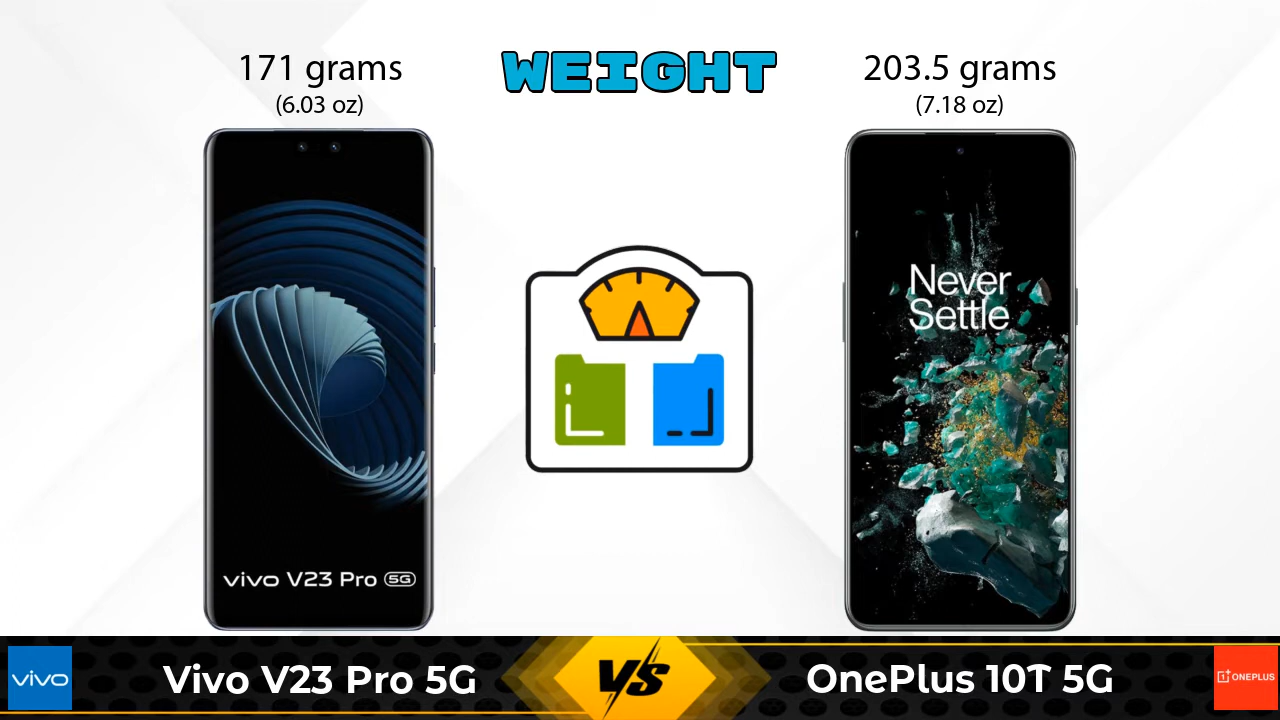 WEIGHT
171 grams
(6.03 oz)
203.5 grams
(7.18 oz)
Never
Settle
vivo V23 Pro 5G
vivo
Vivo V23 Pro 5G
VS
OnePlus 10T 5G
1+ ONEPLUS